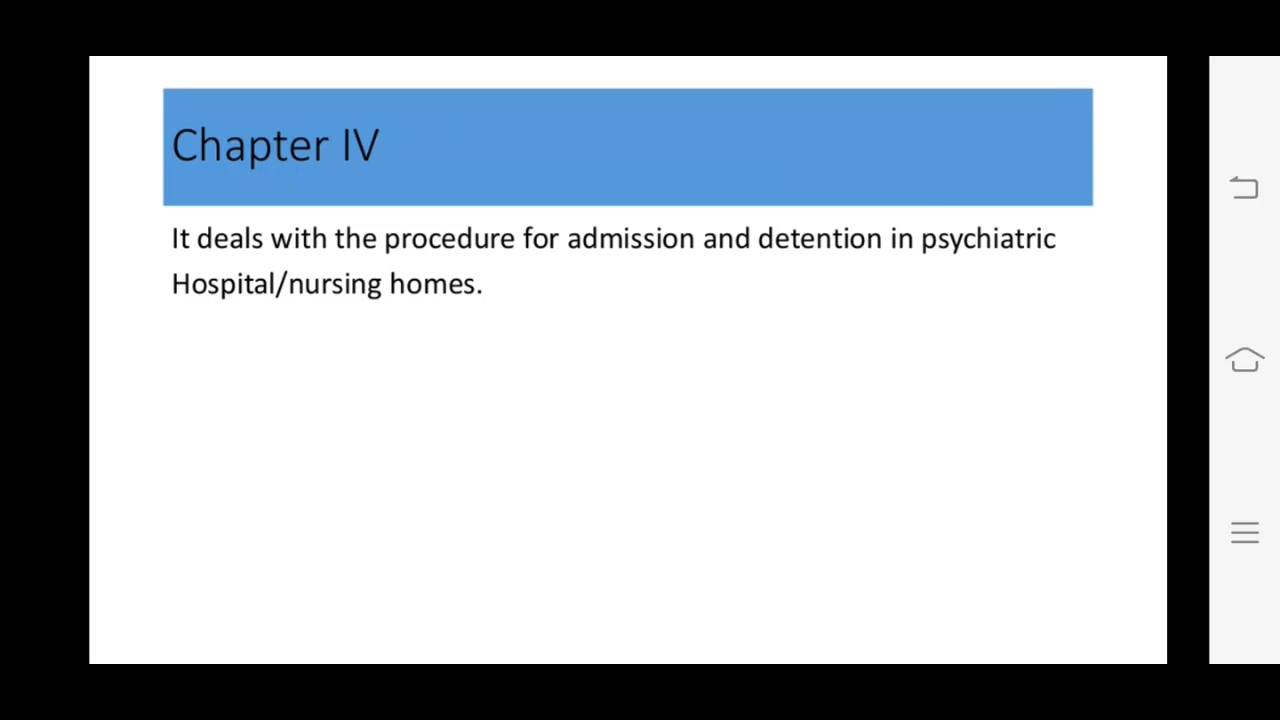 Chapter IV
It deals with the procedure for admission and detention in psychiatric
Hospital/nursing homes.